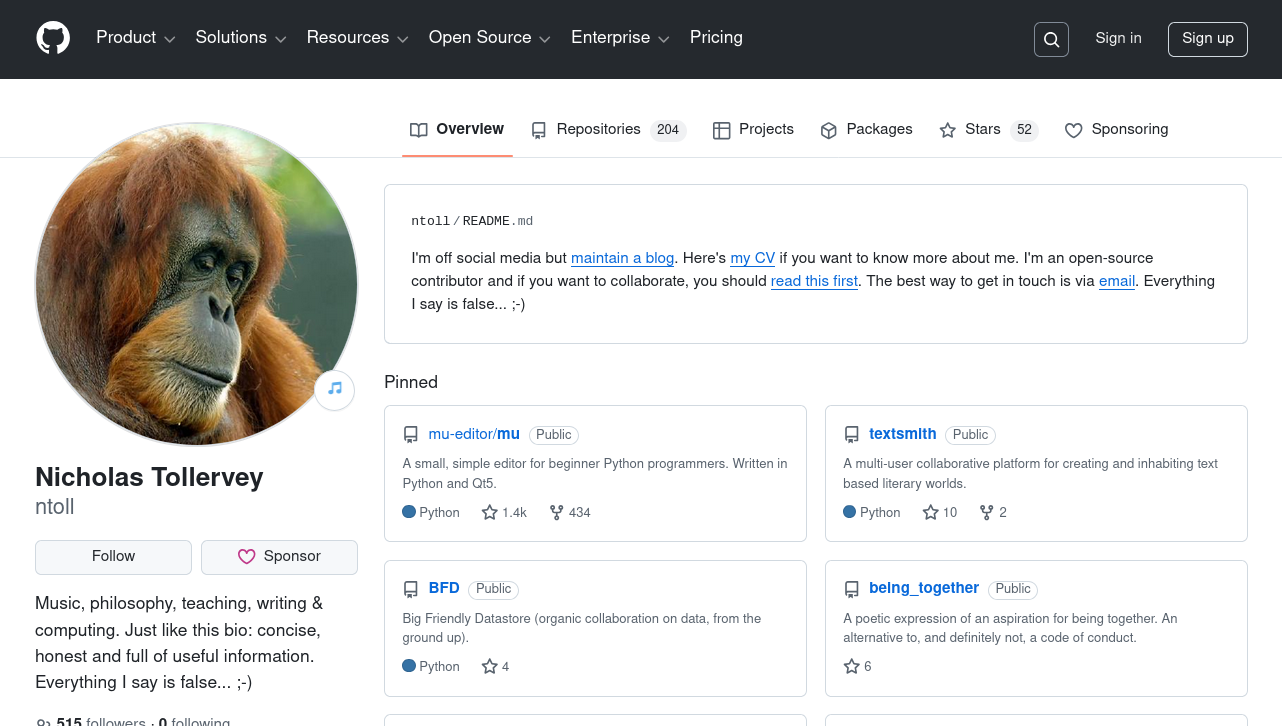 Product Solutions Resources Open Source Enterprise Pricing Sign in Sign up
Overview Repositories 204 Projects Packages Stars 52 Sponsoring
ntoll/README.md
I'm off social media but maintain a blog. Here's my CV if you want to know more about me. I'm an open-source
contributor and if you want to collaborate, you should read this first. The best way to get in touch is via email. Everything
I say is false... ;-)
Nicholas Tollervey
ntoll
Follow Sponsor
Music, philosophy, teaching, writing &
computing. Just like this bio: concise,
honest and full of useful information.
Everything I say is false... ;-)
515 followers · 0 following
Pinned
mu-editor/mu Public
A small, simple editor for beginner Python programmers. Written in
Python and Qt5.
Python 1.4k 434
textsmith Public
A multi-user collaborative platform for creating and inhabiting text
based literary worlds.
Python 10 2
BFD Public
Big Friendly Datastore (organic collaboration on data, from the
ground up).
Python 4
being_together Public
A poetic expression of an aspiration for being together. An
alternative to, and definitely not, a code of conduct.
6